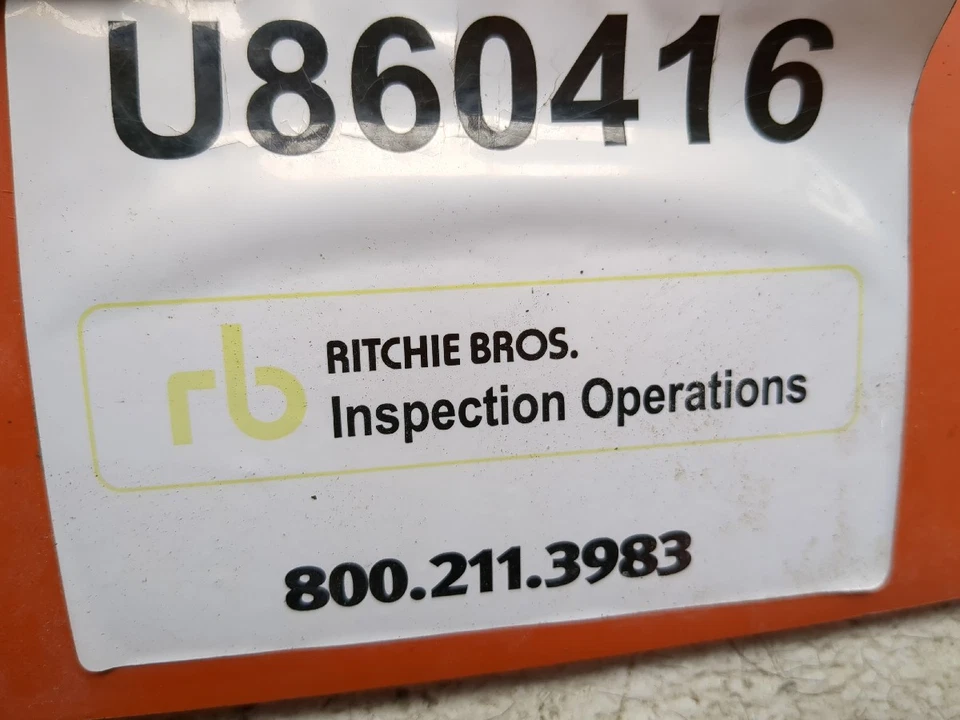 U860416
rb
RITCHIE BROS.
Inspection Operations
800.211.3983